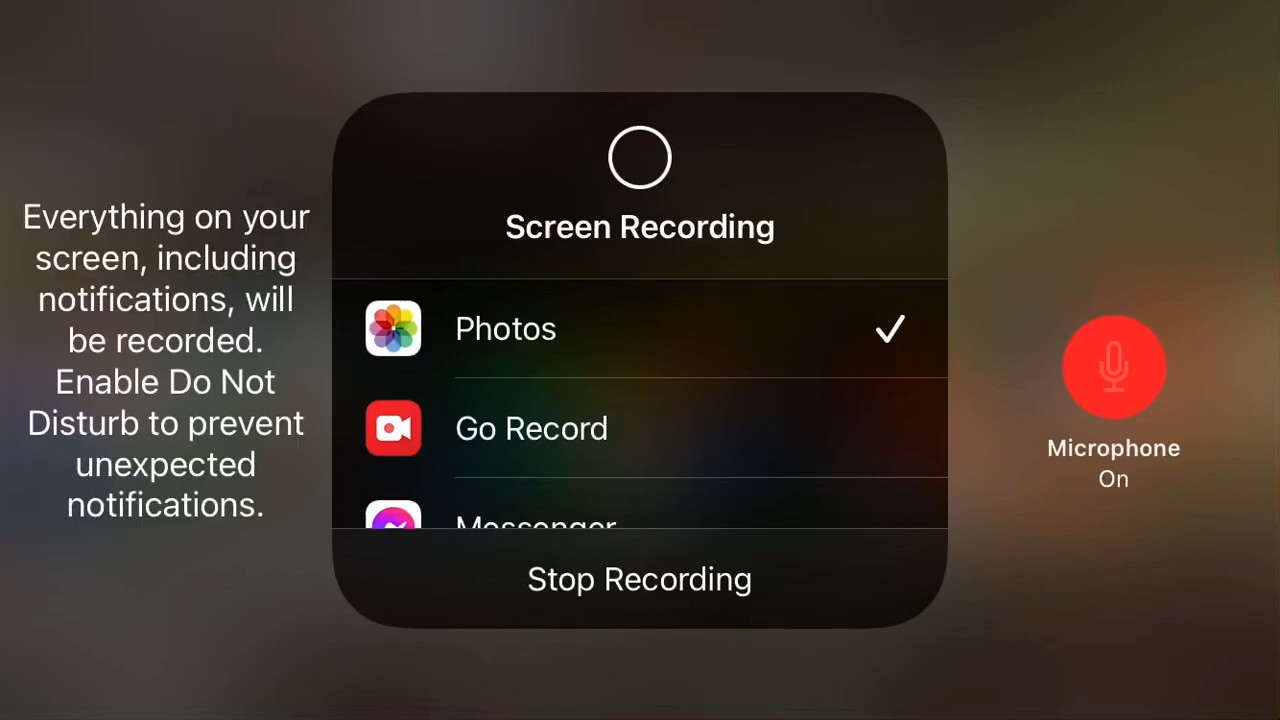 Everything on your
screen, including
notifications, will
be recorded.
Enable Do Not
Disturb to prevent
unexpected
notifications.
Screen Recording
Photos
Go Record
Messenger
Stop Recording
Microphone
On